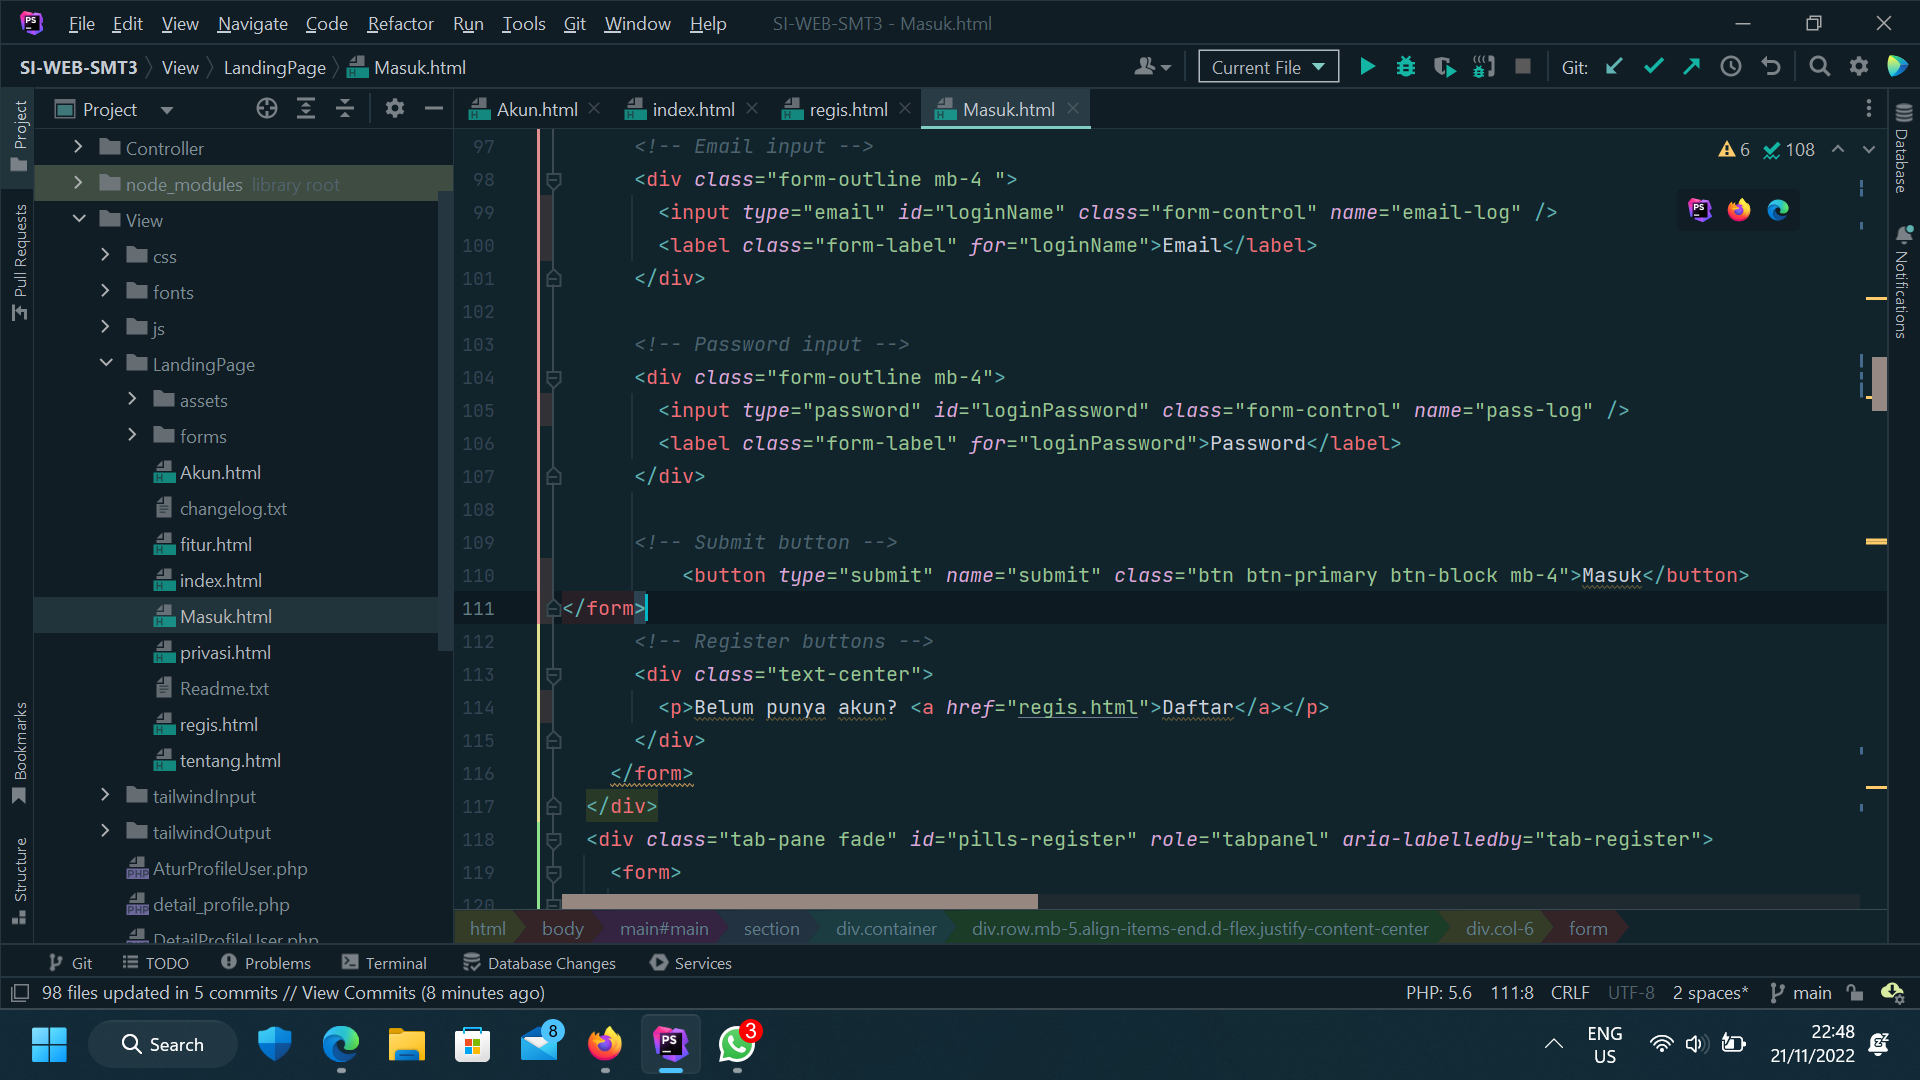 PS File Edit View Navigate Code Refactor Run Tools Git Window Help SI-WEB-SMT3 - Masuk.html
SI-WEB-SMT3 View LandingPage Masuk.html Current File Git:
Project
Pull Requests
Bookmarks
Structure
Project
Controller
node_modules library root
View
css
fonts
js
LandingPage
assets
forms
Akun.html
changelog.txt
fitur.html
index.html
Masuk.html
privasi.html
Readme.txt
regis.html
tentang.html
tailwindInput
tailwindOutput
AturProfileUser.php
detail_profile.php
DetailProfileUser.php
Akun.html index.html regis.html Masuk.html
6 108
97 <!-- Email input -->
98 <div class="form-outline mb-4 ">
99 <input type="email" id="loginName" class="form-control" name="email-log" />
100 <label class="form-label" for="loginName">Email</label>
101 </div>
102
103 <!-- Password input -->
104 <div class="form-outline mb-4">
105 <input type="password" id="loginPassword" class="form-control" name="pass-log" />
106 <label class="form-label" for="loginPassword">Password</label>
107 </div>
108
109 <!-- Submit button -->
110 <button type="submit" name="submit" class="btn btn-primary btn-block mb-4">Masuk</button>
111 </form>
112 <!-- Register buttons -->
113 <div class="text-center">
114 <p>Belum punya akun? <a href="regis.html">Daftar</a></p>
115 </div>
116 </form>
117 </div>
118 <div class="tab-pane fade" id="pills-register" role="tabpanel" aria-labelledby="tab-register">
119 <form>
120
html body main#main section div.container div.row.mb-5.align-items-end.d-flex.justify-content-center div.col-6 form
Database
Notifications
Git TODO Problems Terminal Database Changes Services
98 files updated in 5 commits // View Commits (8 minutes ago) PHP: 5.6 111:8 CRLF UTF-8 2 spaces* main
Search 8 PS 3 ENG US 22:48
21/11/2022